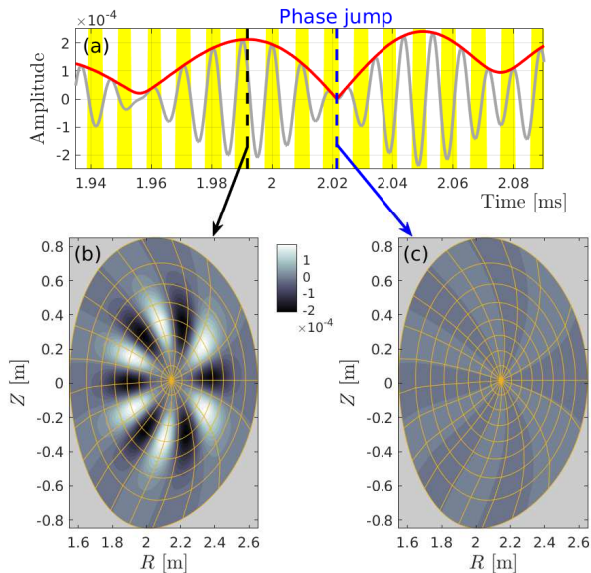 ×10⁻⁴
Phase jump
(a)
Amplitude
2
1
0
-1
-2
1.94 1.96 1.98 2 2.02 2.04 2.06 2.08
Time [ms]
(b)
(c)
1
0
-1
-2
×10⁻⁴
0.8
0.6
0.4
0.2
0
-0.2
-0.4
-0.6
-0.8
Z [m]
1.6 1.8 2 2.2 2.4 2.6
R [m]
0.8
0.6
0.4
0.2
0
-0.2
-0.4
-0.6
-0.8
Z [m]
1.6 1.8 2 2.2 2.4 2.6
R [m]